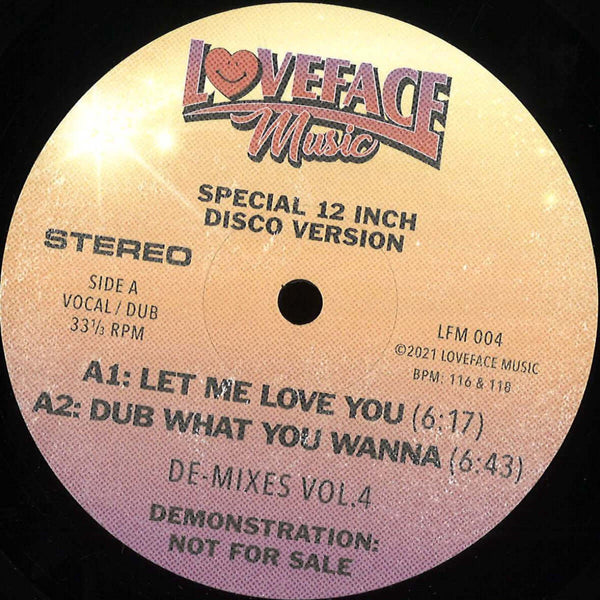 LOVEFACE
Music
SPECIAL 12 INCH
DISCO VERSION
STEREO
SIDE A
VOCAL / DUB
33⅓ RPM
LFM 004
©2021 LOVEFACE MUSIC
BPM: 116 & 118
A1: LET ME LOVE YOU (6:17)
A2: DUB WHAT YOU WANNA (6:43)
DE-MIXES VOL.4
DEMONSTRATION:
NOT FOR SALE